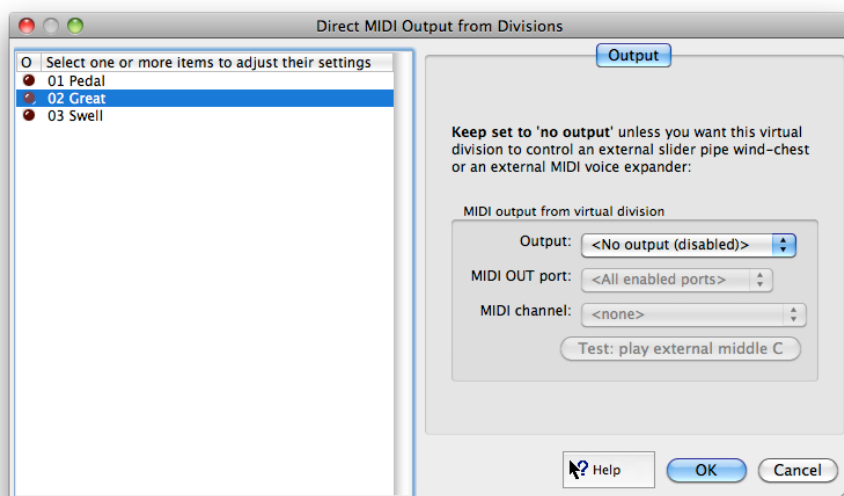 Direct MIDI Output from Divisions
O Select one or more items to adjust their settings
01 Pedal
02 Great
03 Swell
Output
Keep set to 'no output' unless you want this virtual
division to control an external slider pipe wind-chest
or an external MIDI voice expander:
MIDI output from virtual division
Output: <No output (disabled)>
MIDI OUT port: <All enabled ports>
MIDI channel: <none>
Test: play external middle C
? Help
OK
Cancel